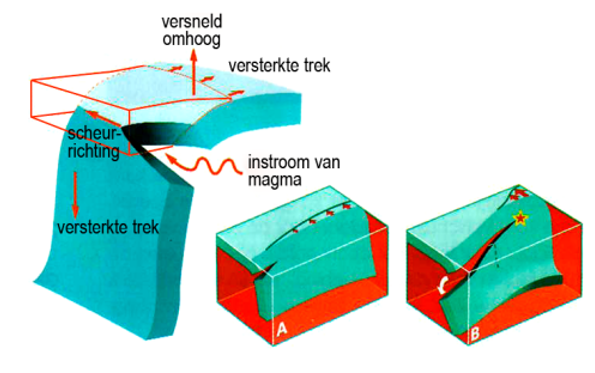 versneld
omhoog
versterkte trek
scheur-
richting
instroom van
magma
versterkte trek
A
B